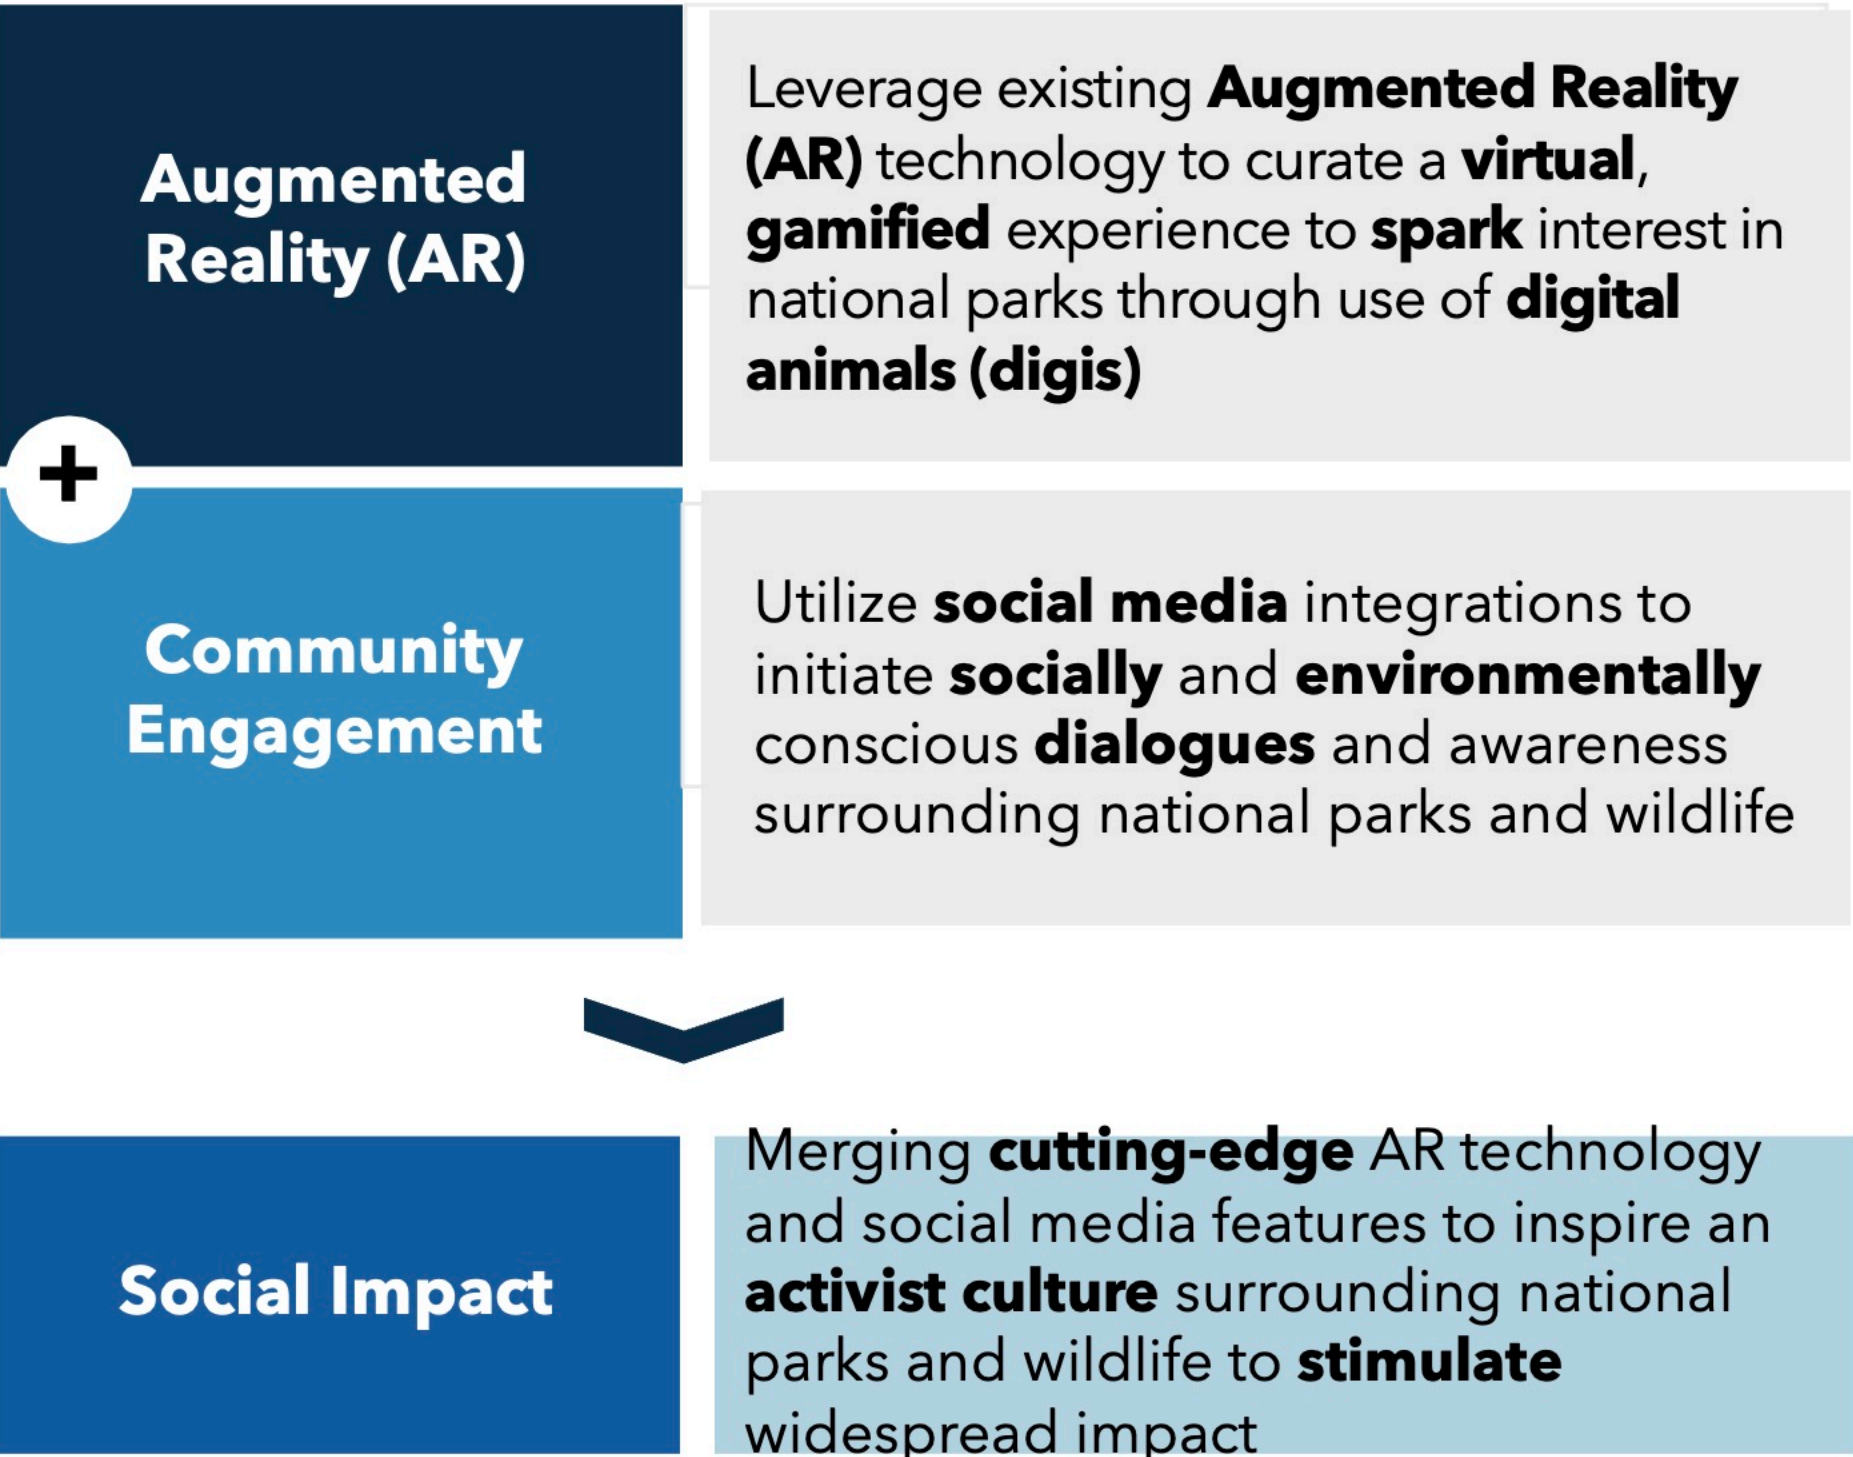 Augmented
Reality (AR)
Leverage existing Augmented Reality
(AR) technology to curate a virtual,
gamified experience to spark interest in
national parks through use of digital
animals (digis)
+
Community
Engagement
Utilize social media integrations to
initiate socially and environmentally
conscious dialogues and awareness
surrounding national parks and wildlife
Social Impact
Merging cutting-edge AR technology
and social media features to inspire an
activist culture surrounding national
parks and wildlife to stimulate
widespread impact